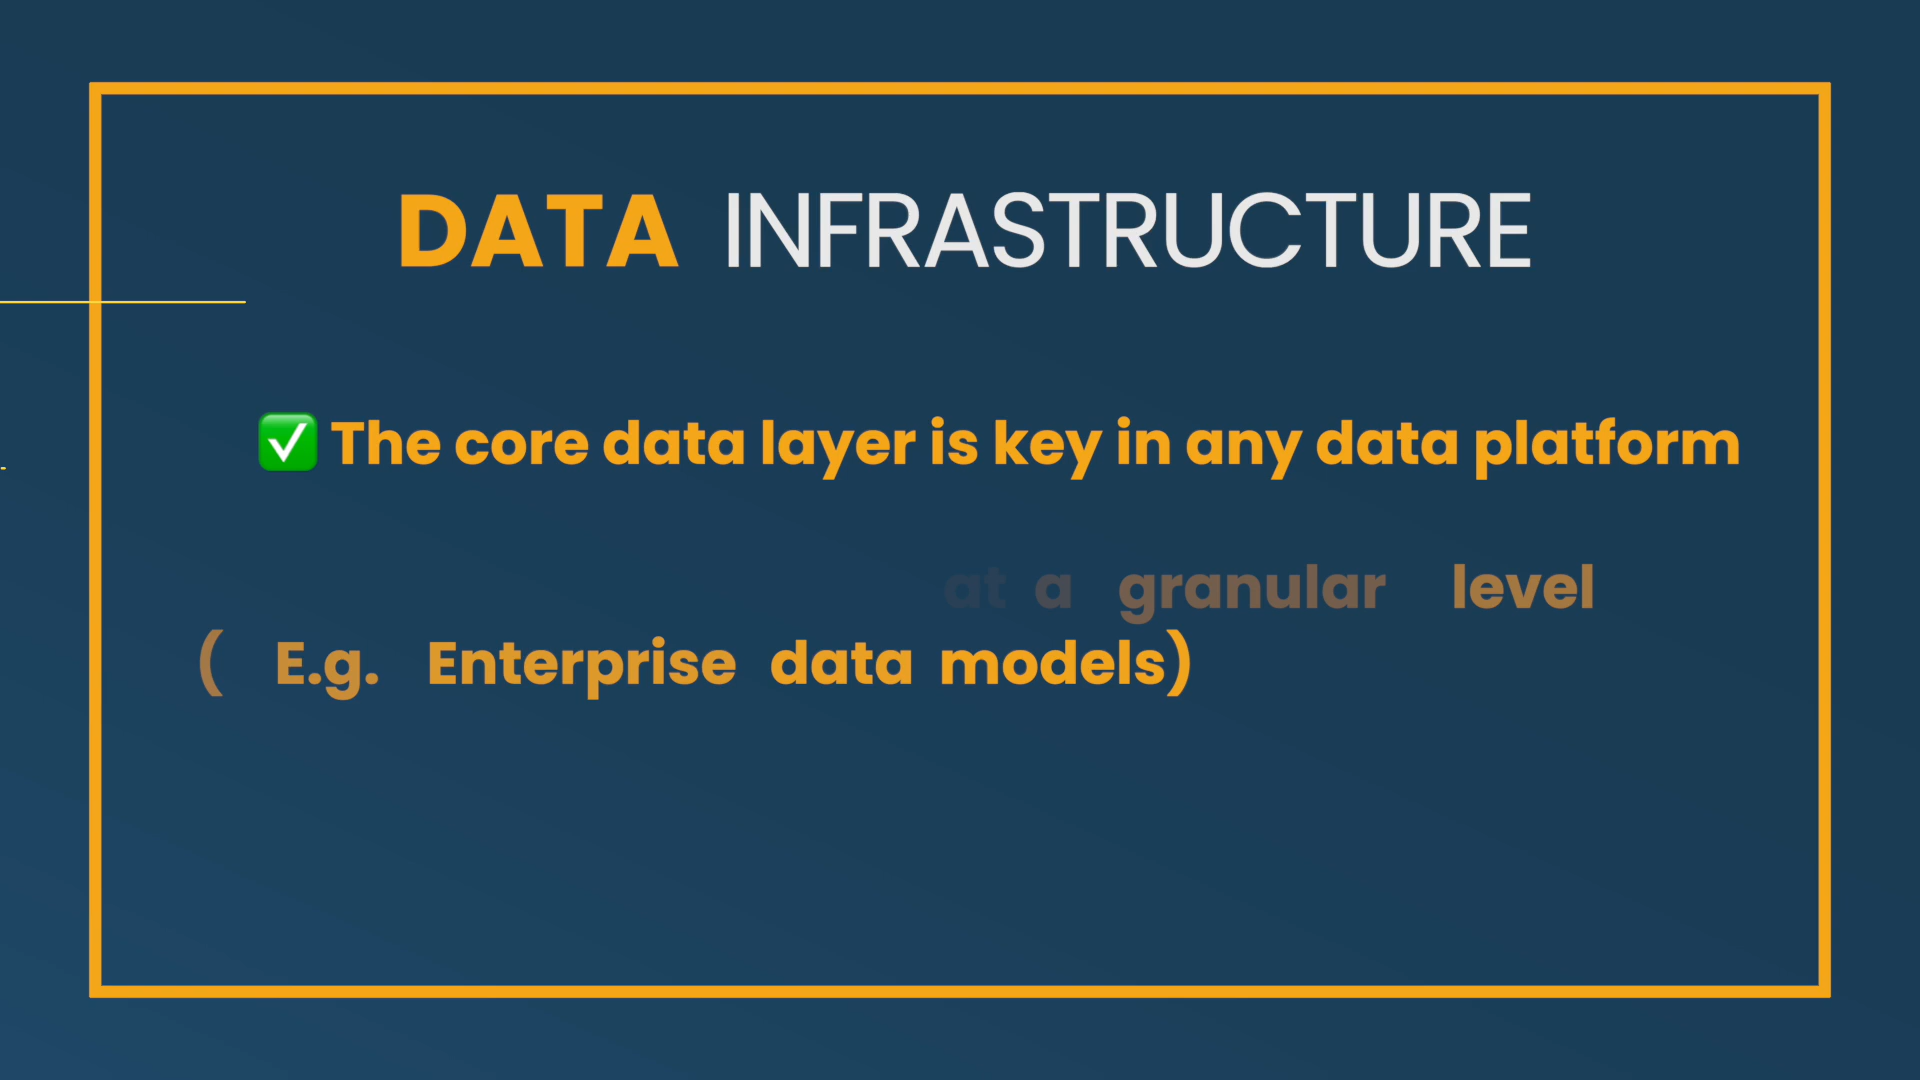 DATA INFRASTRUCTURE
✅ The core data layer is key in any data platform
at a granular level
( E.g. Enterprise data models)